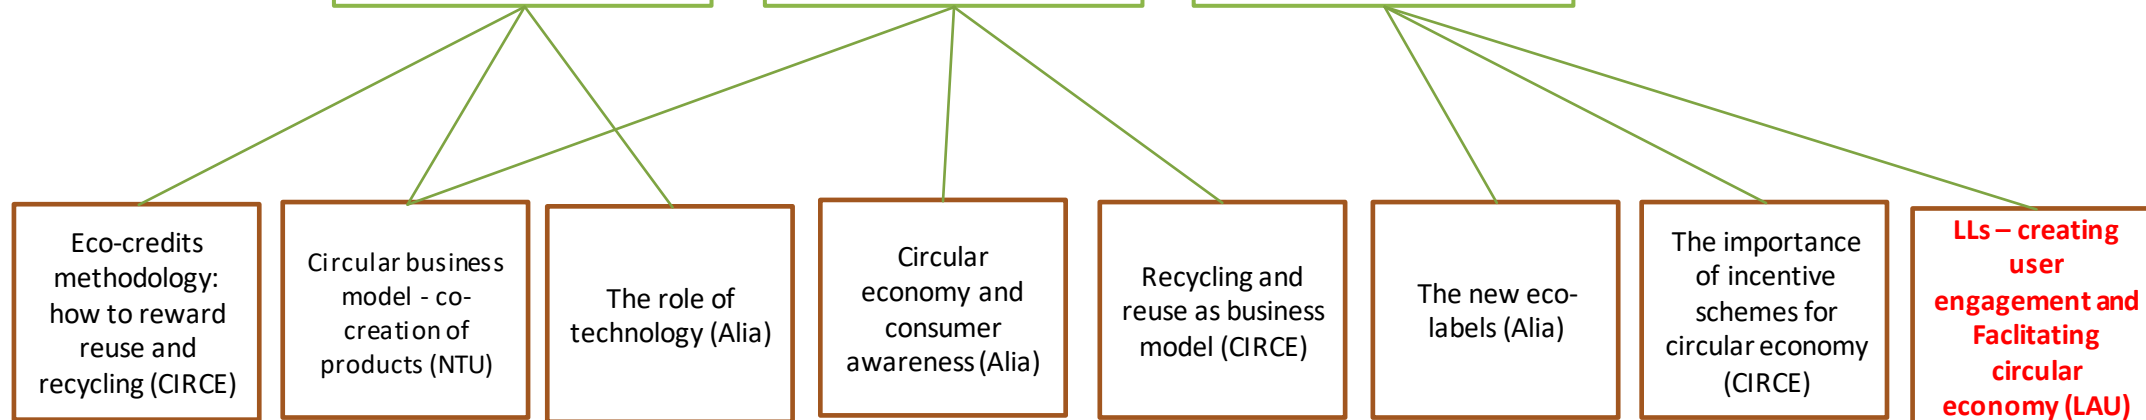 Eco-credits
methodology:
how to reward
reuse and
recycling (CIRCE)
Circular business
model - co-
creation of
products (NTU)
The role of
technology (Alia)
Circular
economy and
consumer
awareness (Alia)
Recycling and
reuse as business
model (CIRCE)
The new eco-
labels (Alia)
The importance
of incentive
schemes for
circular economy
(CIRCE)
LLs – creating
user
engagement and
Faclitating
circular
economy (LAU)